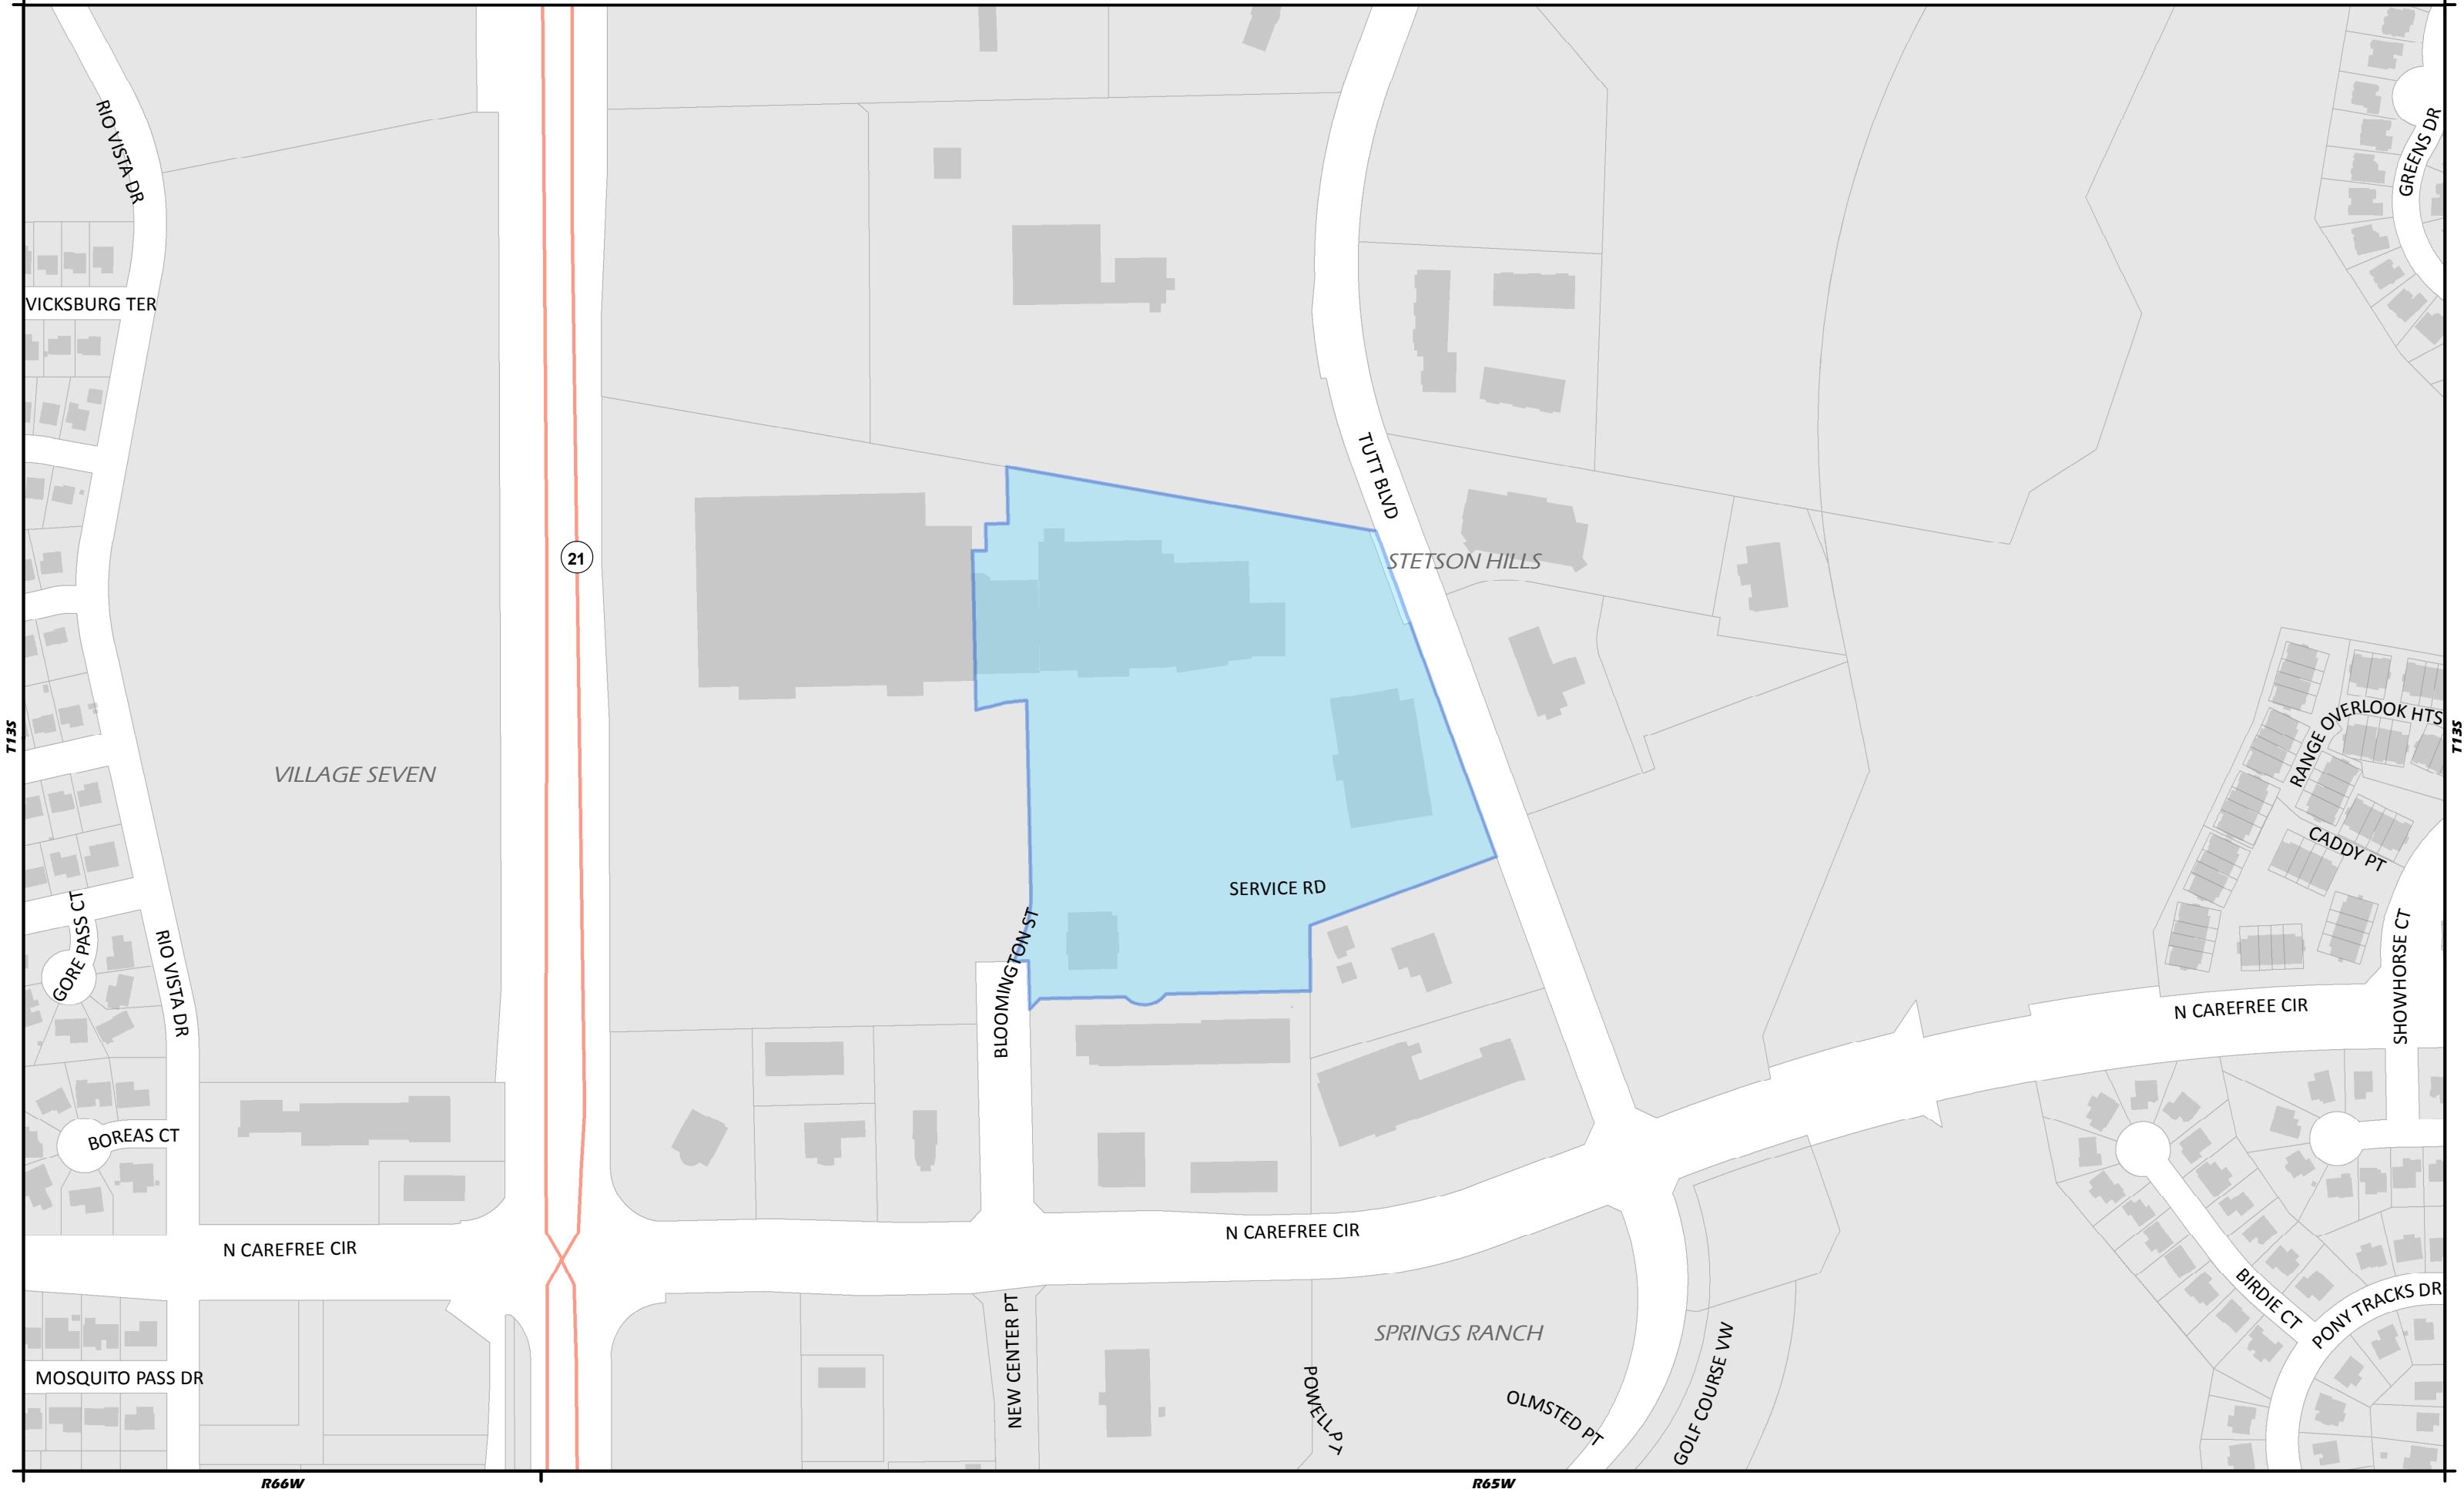 RIO VISTA DR
GREENS DR
VICKSBURG TER
TUTT BLVD
21
STETSON HILLS
T13S
T13S
VILLAGE SEVEN
RANGE OVERLOOK HTS
CADDY PT
SERVICE RD
GORE PASS CT
RIO VISTA DR
BLOOMINGTON ST
SHOWHORSE CT
N CAREFREE CIR
BOREAS CT
N CAREFREE CIR
N CAREFREE CIR
BIRDIE CT
PONY TRACKS DR
SPRINGS RANCH
NEW CENTER PT
MOSQUITO PASS DR
POWELL PT
OLMSTED PT
GOLF COURSE VW
R66W
R65W